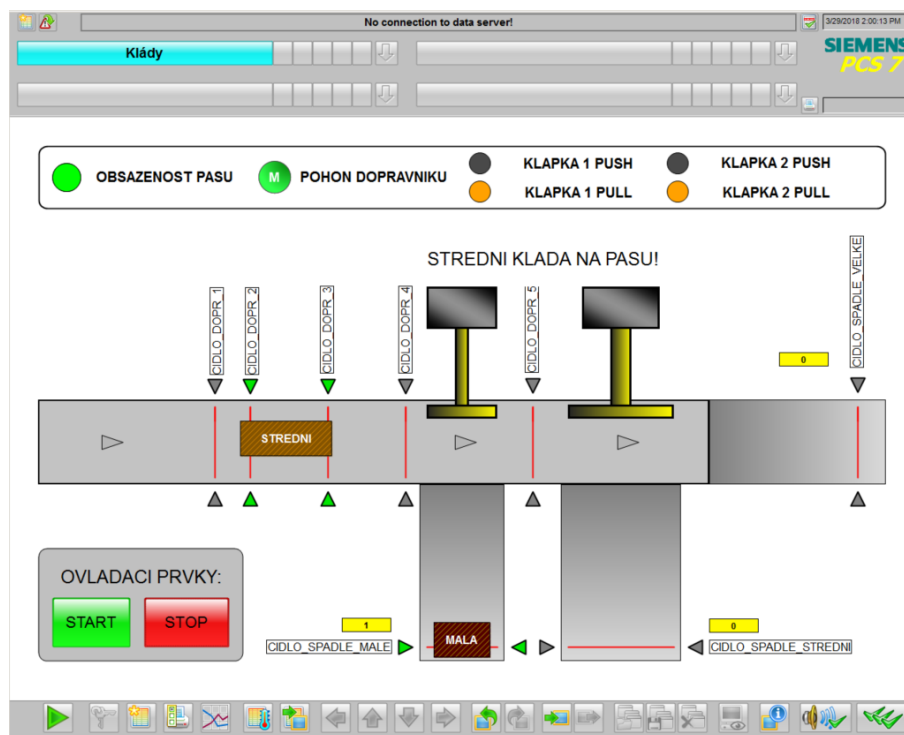 No connection to data server!
3/29/2018 2:00:13 PM
Klády
SIEMENS
PCS 7
OBSAZENOST PASU
M
POHON DOPRAVNIKU
KLAPKA 1 PUSH
KLAPKA 2 PUSH
KLAPKA 1 PULL
KLAPKA 2 PULL
STREDNI KLADA NA PASU!
CIDLO_DOPR_1
CIDLO_DOPR_2
CIDLO_DOPR_3
CIDLO_DOPR_4
CIDLO_DOPR_5
CIDLO_SPADLE_VELKE
0
STREDNI
OVLADACI PRVKY:
START
STOP
1
CIDLO_SPADLE_MALE
MALA
0
CIDLO_SPADLE_STREDNI